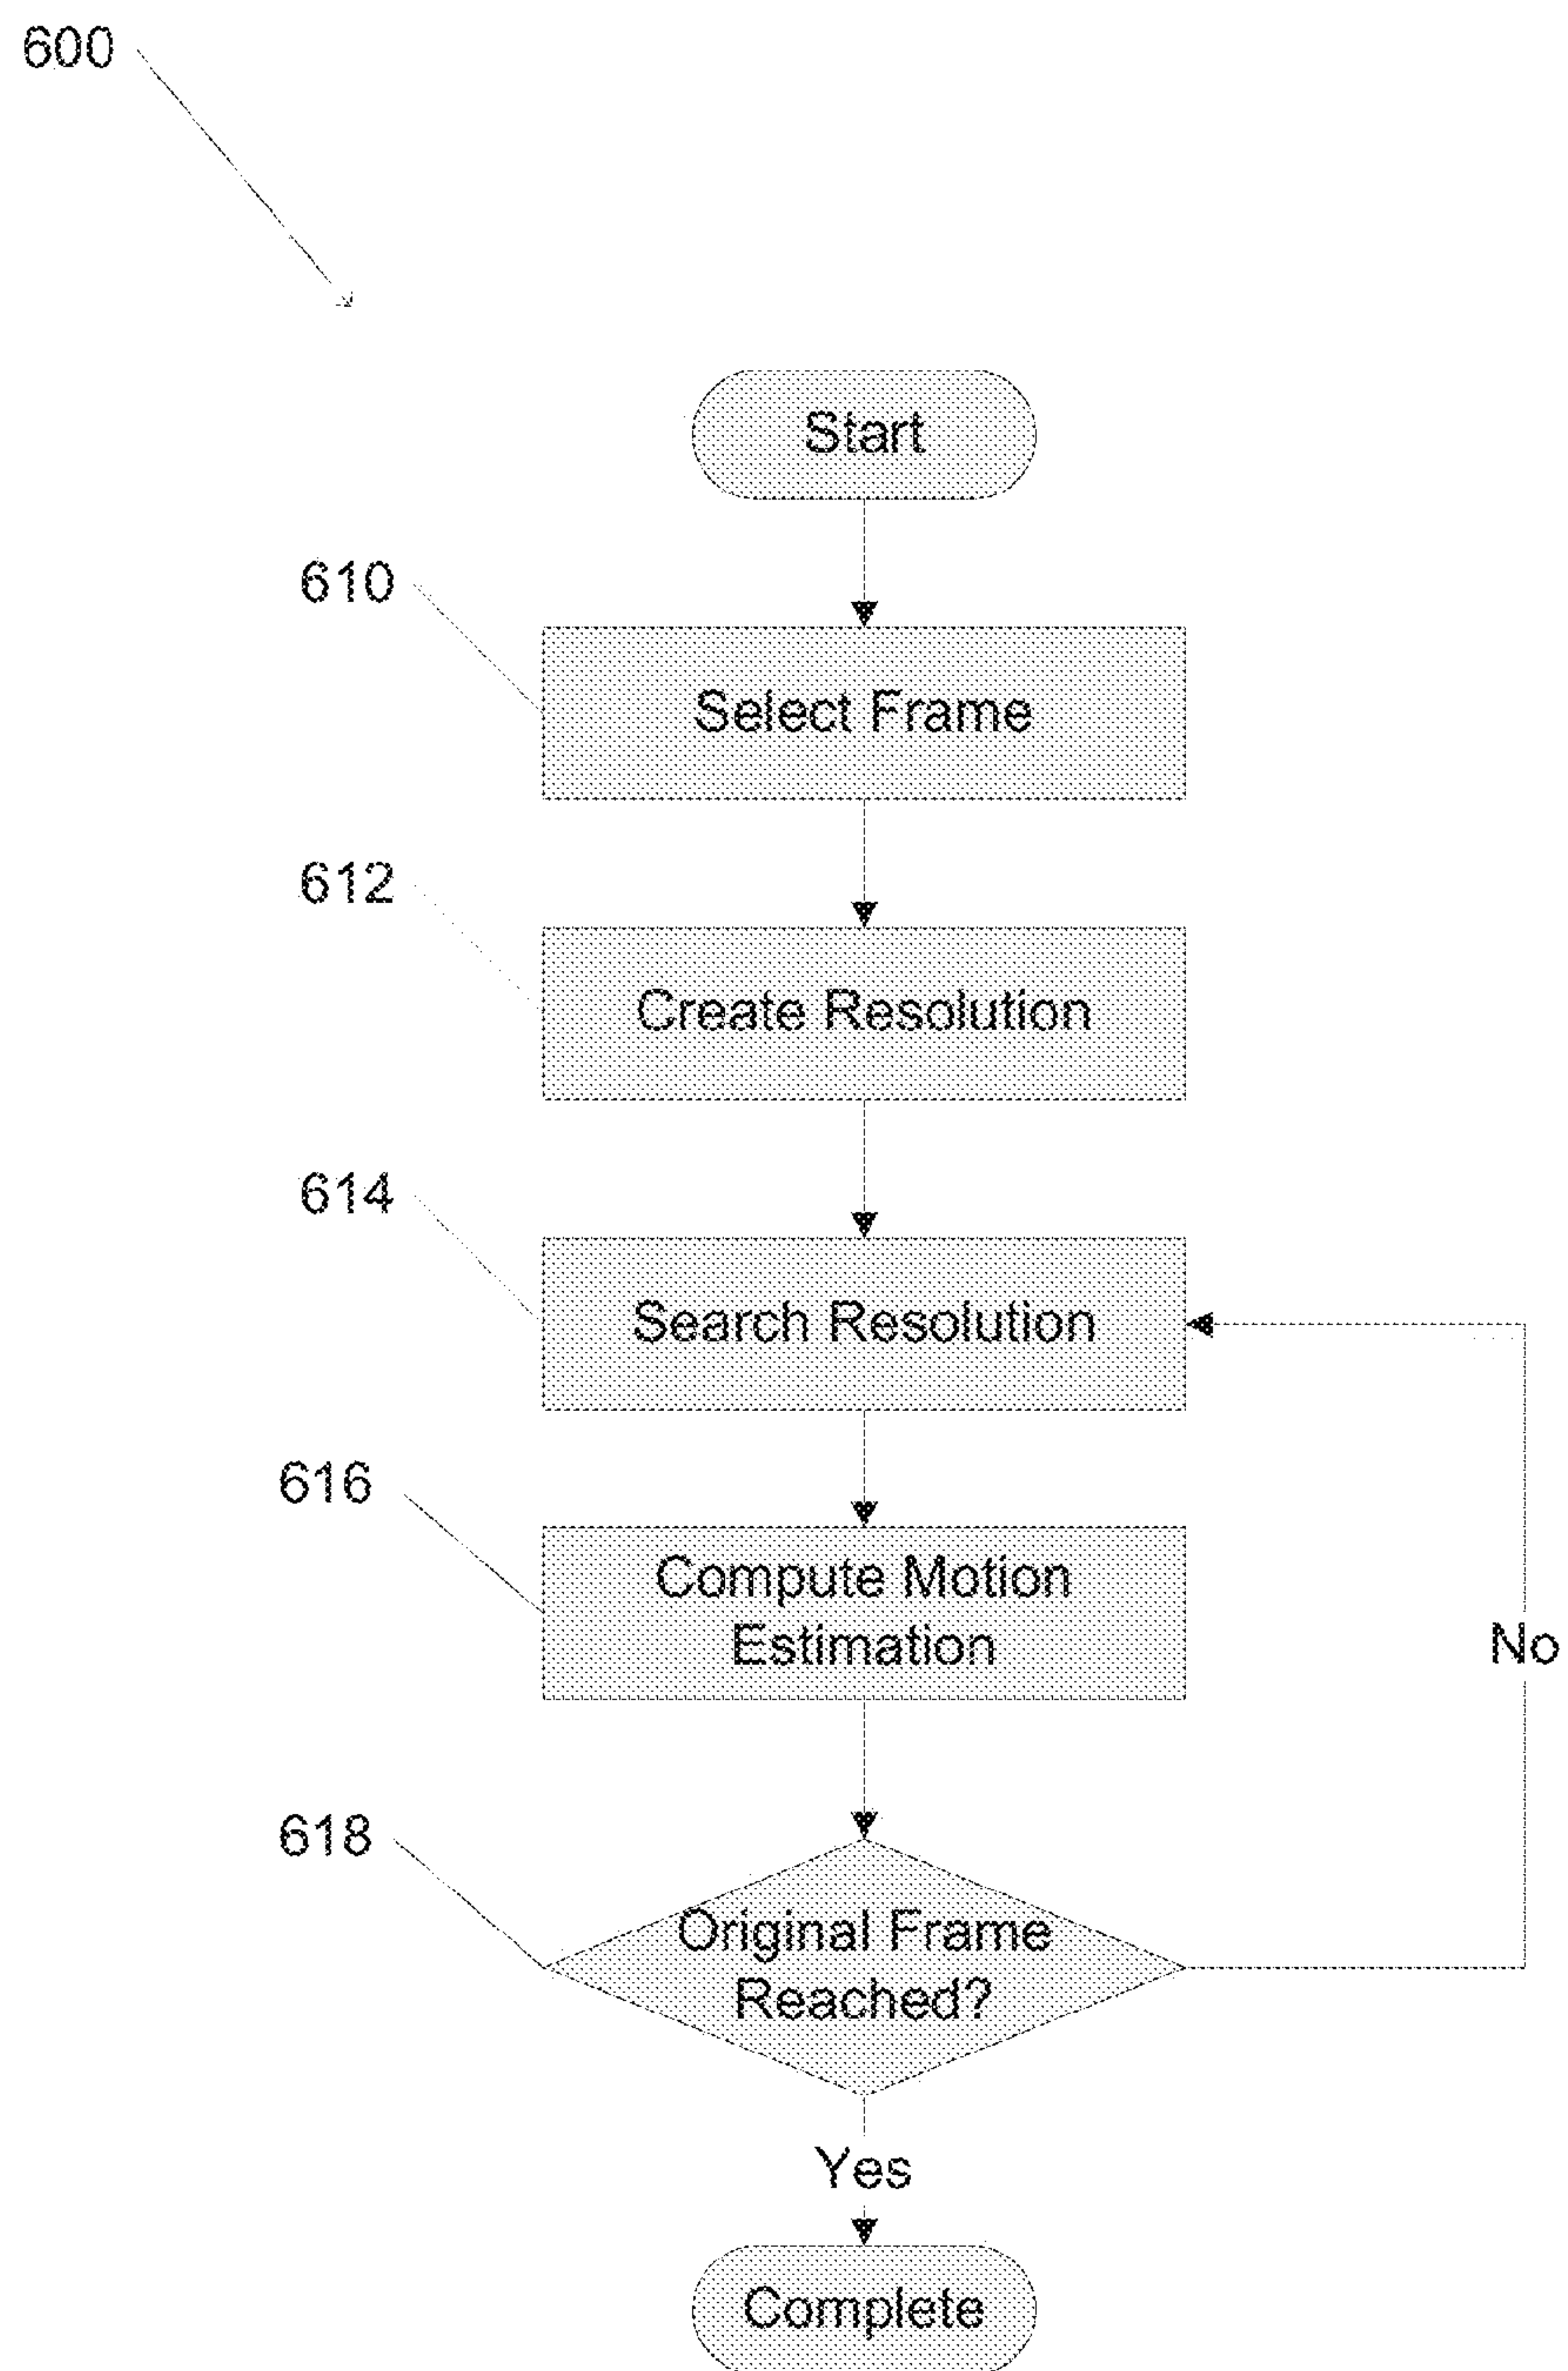 600
Start
610
Select Frame
612
Create Resolution
614
Search Resolution
616
Compute Motion
Estimation
No
618
Original Frame
Reached?
Yes
Complete